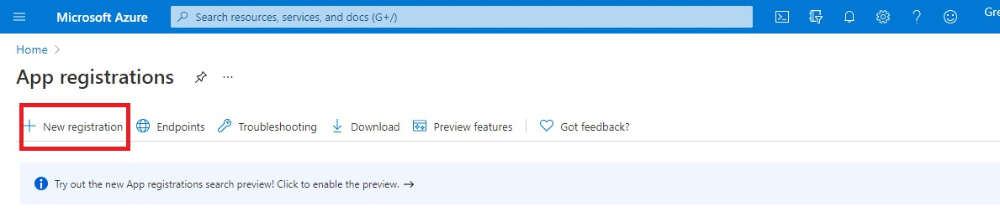 Microsoft Azure
Search resources, services, and docs (G+/)
Gre
Home
App registrations
New registration
Endpoints
Troubleshooting
Download
Preview features
Got feedback?
Try out the new App registrations search preview! Click to enable the preview. →